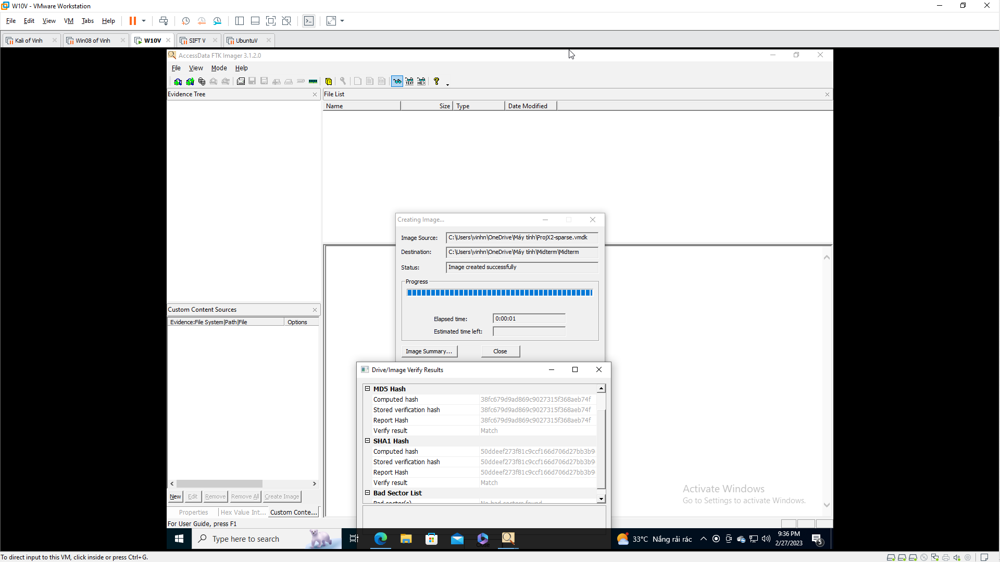 W10V - VMware Workstation
File Edit View VM Tabs Help
Kali of Vinh Win08 of Vinh W10V SIFT V UbuntuV
AccessData FTK Imager 3.1.2.0
File View Mode Help
Evidence Tree
File List
Name Size Type Date Modified
Creating Image...
Image Source: C:\Users\vinhn\OneDrive\Máy tính\ProjX2-sparse.vmdk
Destination: C:\Users\vinhn\OneDrive\Máy tính\Midterm\Midterm
Status: Image created successfully
Progress
Elapsed time: 0:00:01
Estimated time left:
Image Summary... Close
Custom Content Sources
Evidence:File System|Path|File Options
Drive/Image Verify Results
MD5 Hash
Computed hash 38fc679d9ad869c9027315f368aeb74f
Stored verification hash 38fc679d9ad869c9027315f368aeb74f
Report Hash 38fc679d9ad869c9027315f368aeb74f
Verify result Match
SHA1 Hash
Computed hash 50ddeef273f81c9ccf166d706d27bb3b9
Stored verification hash 50ddeef273f81c9ccf166d706d27bb3b9
Report Hash 50ddeef273f81c9ccf166d706d27bb3b9
Verify result Match
Bad Sector List
Bad sector(s) No bad sectors found
Close
New Edit Remove Remove All Create Image
Properties Hex Value Int... Custom Conte...
For User Guide, press F1
Activate Windows
Go to Settings to activate Windows.
Type here to search
33°C Nắng rải rác
9:36 PM
2/27/2023
5
To direct input to this VM, click inside or press Ctrl+G.